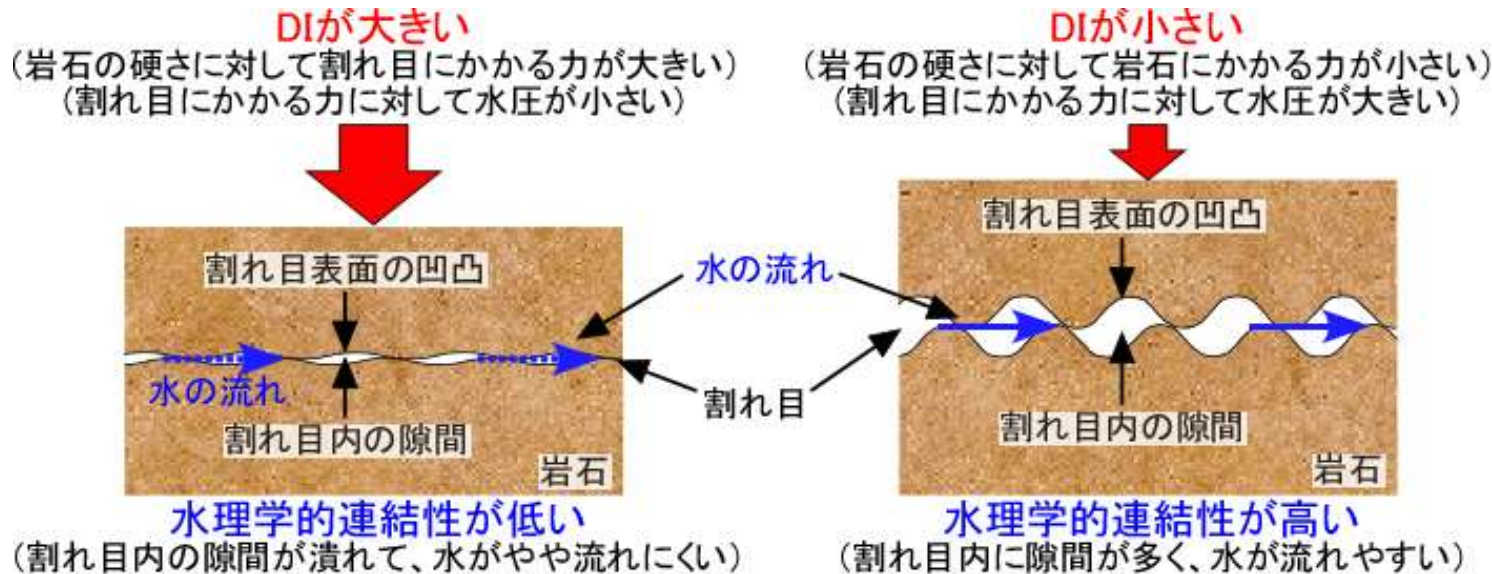 DIが大きい
(岩石の硬さに対して割れ目にかかる力が大きい)
(割れ目にかかる力に対して水圧が小さい)
割れ目表面の凹凸
水の流れ
割れ目内の隙間
岩石
水理学的連結性が低い
(割れ目内の隙間が潰れて、水がやや流れにくい)
水の流れ
割れ目
DIが小さい
(岩石の硬さに対して岩石にかかる力が小さい)
(割れ目にかかる力に対して水圧が大きい)
割れ目表面の凹凸
割れ目内の隙間
岩石
水理学的連結性が高い
(割れ目内に隙間が多く、水が流れやすい)